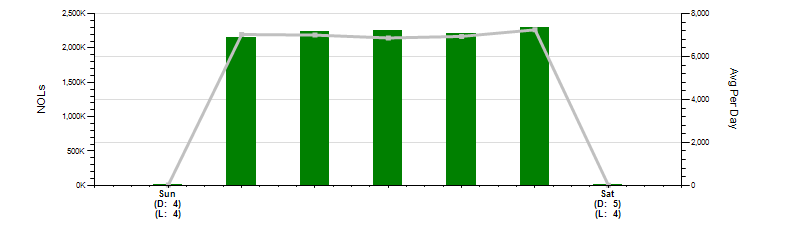 2,500K
2,000K
1,500K
1,000K
500K
0K
NOLs
8,000
6,000
4,000
2,000
0
Avg Per Day
Sun
(D: 4)
(L: 4)
Sat
(D: 5)
(L: 4)